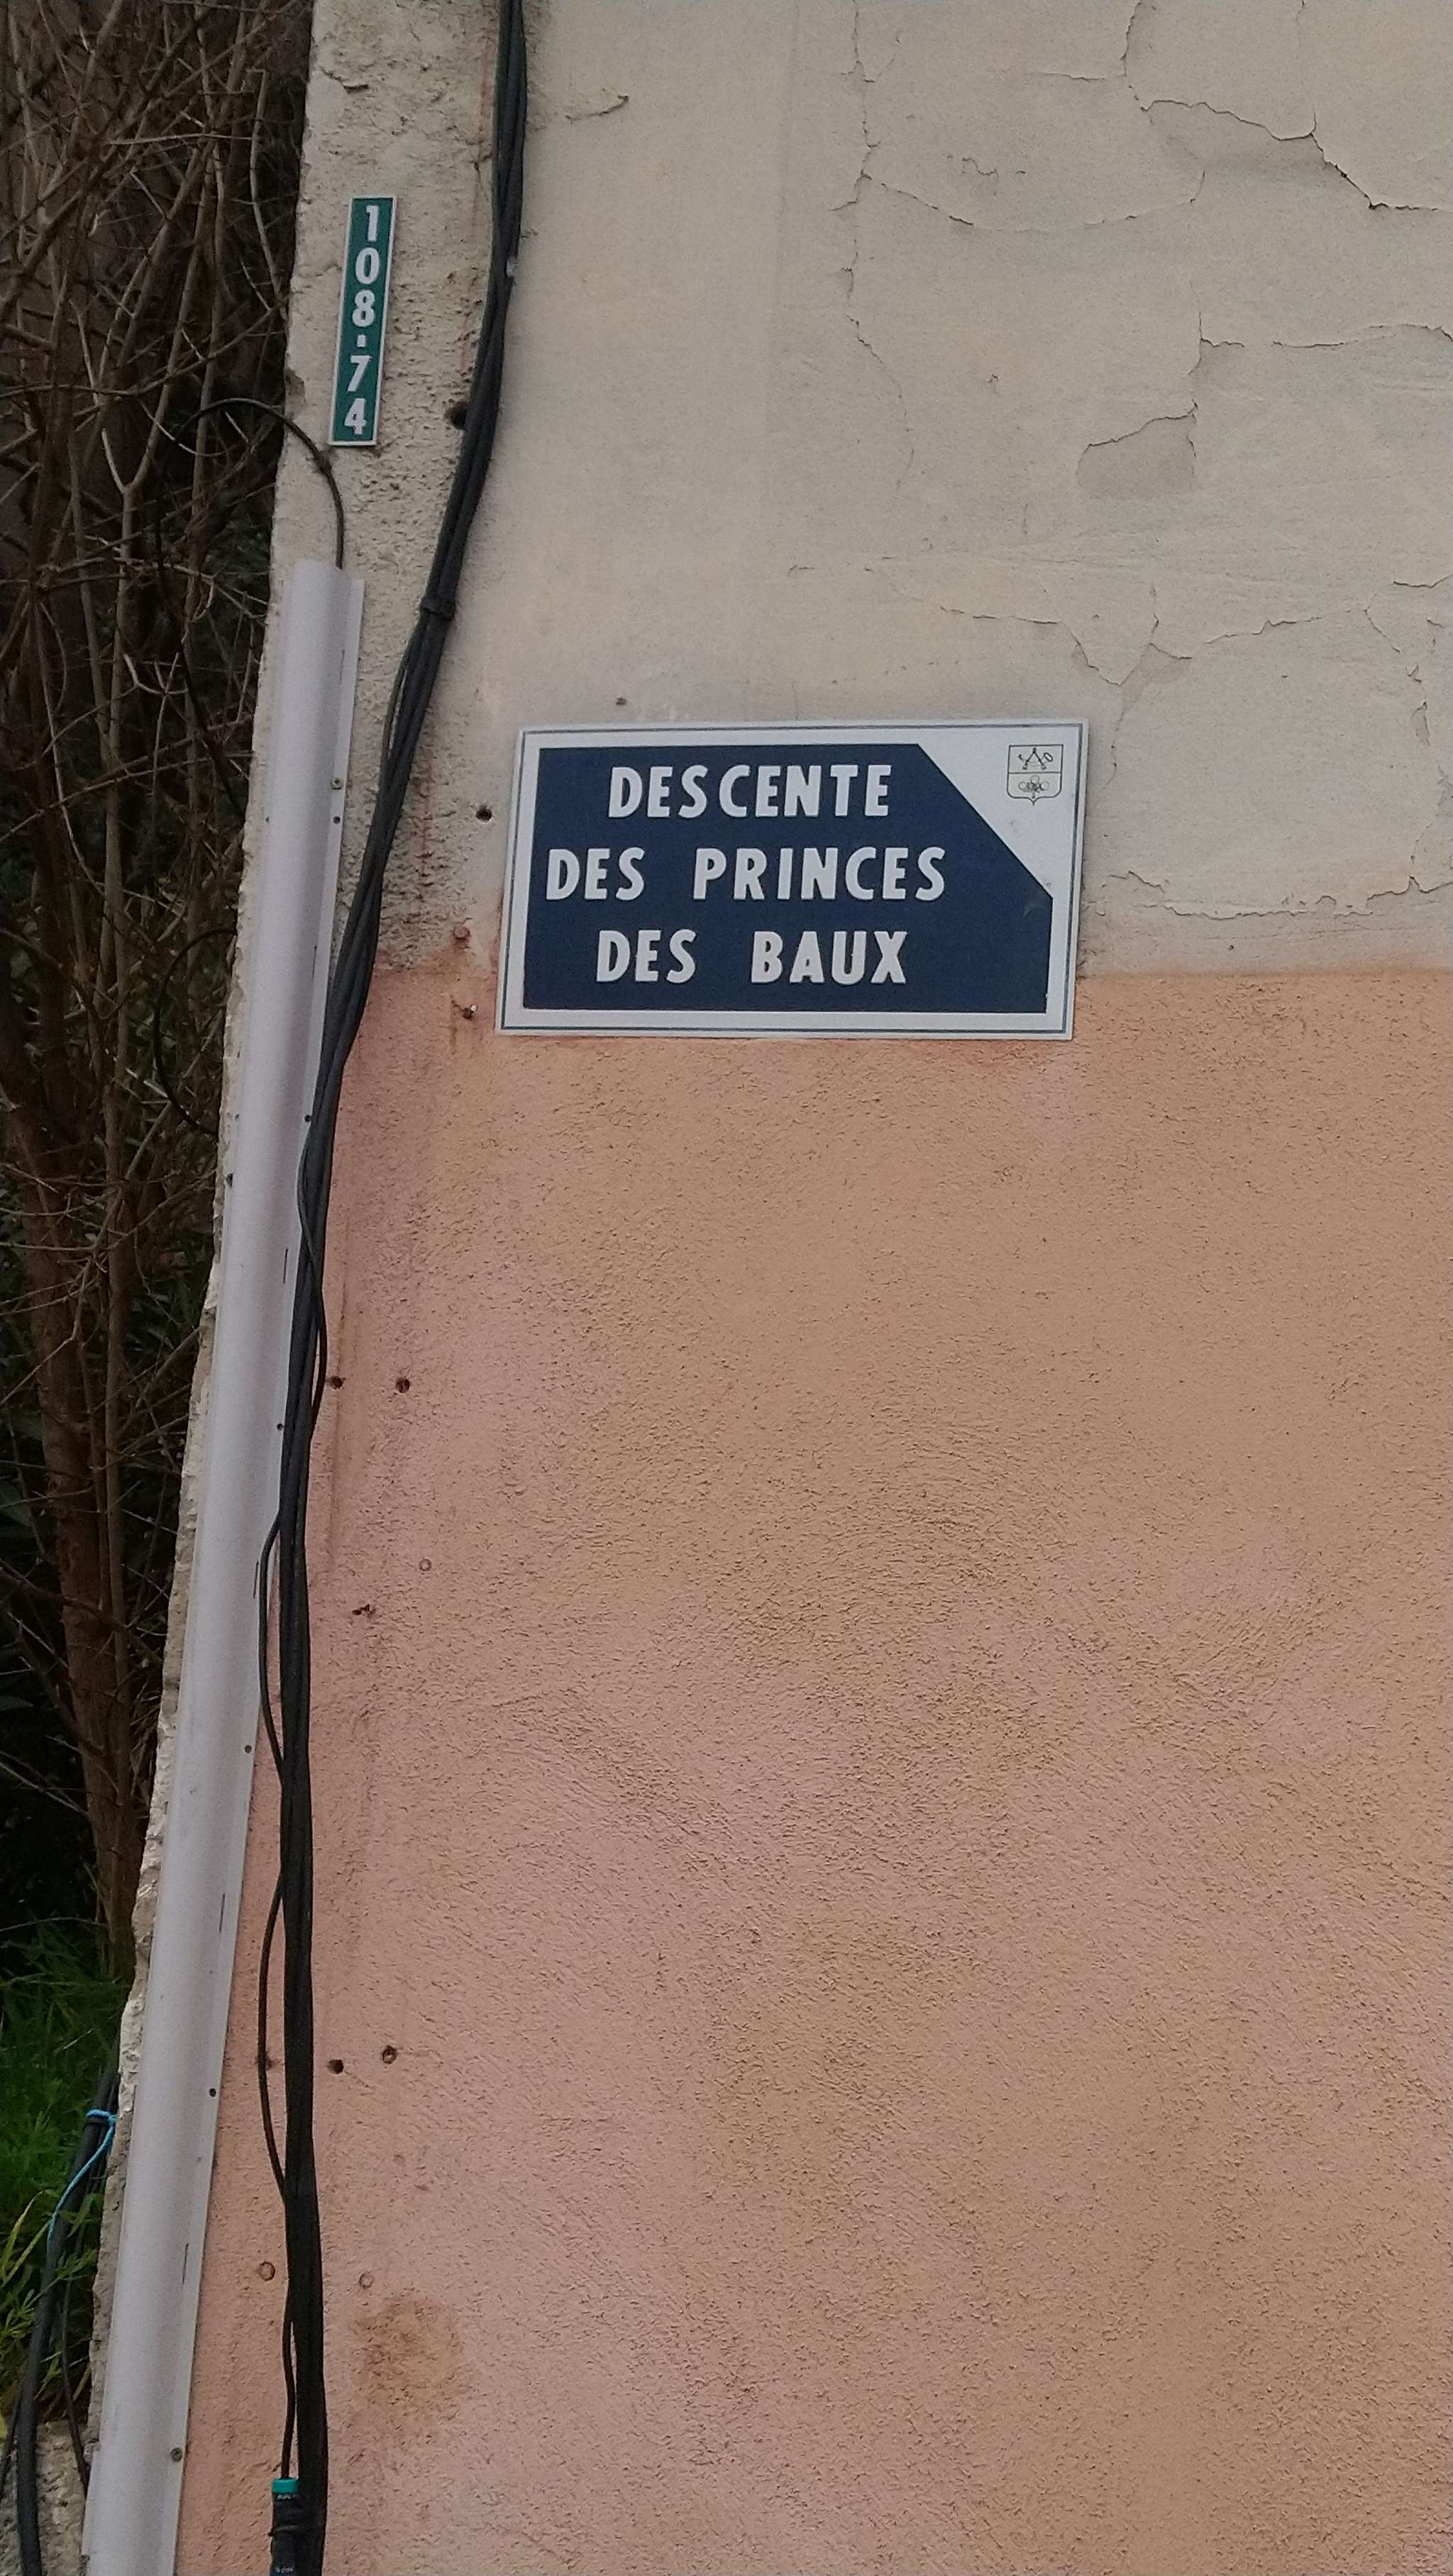 108·74
DESCENTE
DES PRINCES
DES BAUX